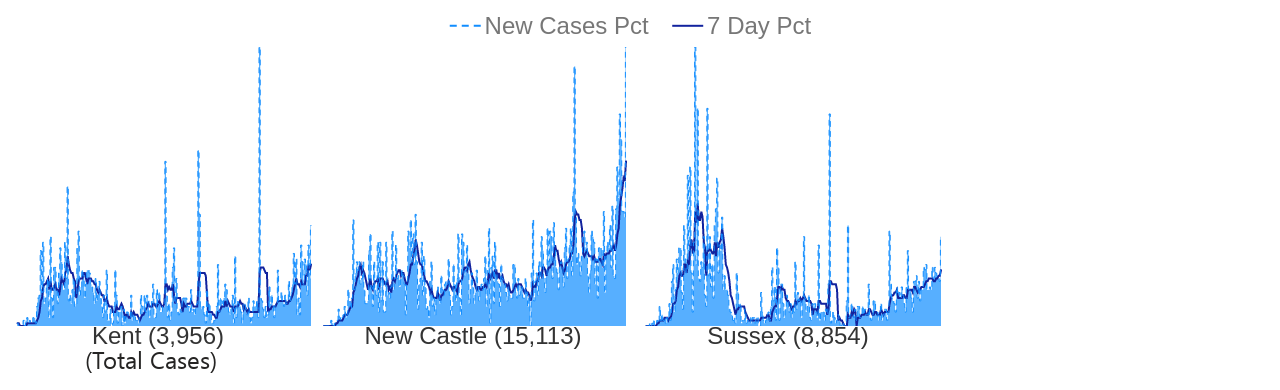 New Cases Pct 7 Day Pct
Kent (3,956) New Castle (15,113) Sussex (8,854)
(Total Cases)